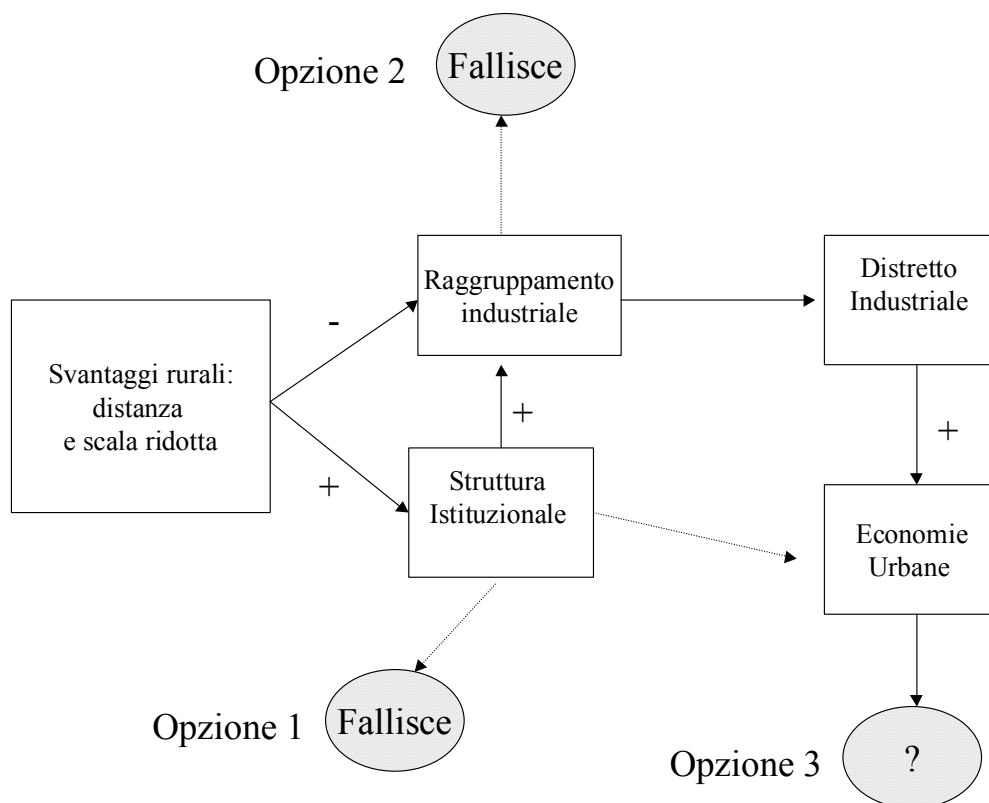 Opzione 2
Fallisce
Raggruppamento
industriale
Distretto
Industriale
Svantaggi rurali:
distanza
e scala ridotta
-
+
+
+
Struttura
Istituzionale
Economie
Urbane
Opzione 1
Fallisce
Opzione 3
?